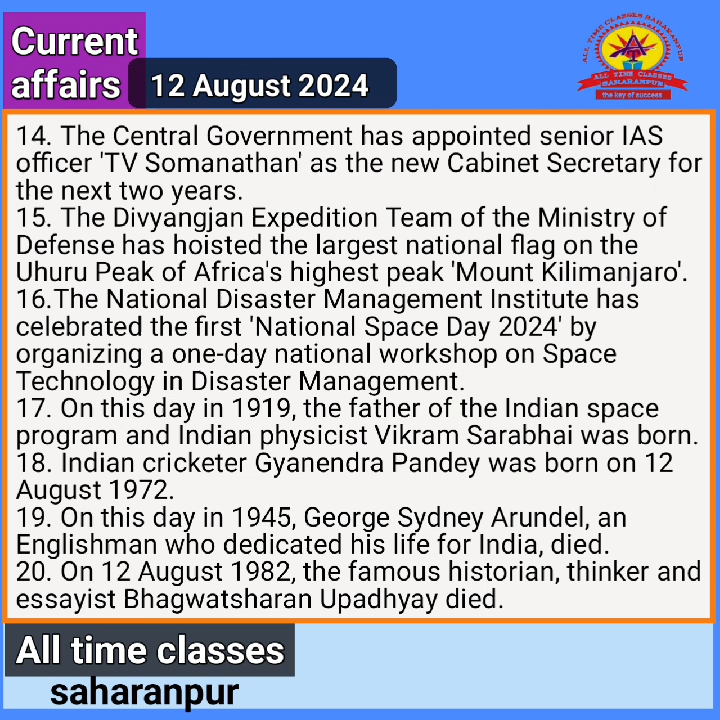 Current
affairs
12 August 2024
ALL TIME CLASSES SAHARANPUR
ALL TIME CLASSES
SAHARANPUR
the key of success
14. The Central Government has appointed senior IAS
officer 'TV Somanathan' as the new Cabinet Secretary for
the next two years.
15. The Divyangjan Expedition Team of the Ministry of
Defense has hoisted the largest national flag on the
Uhuru Peak of Africa's highest peak 'Mount Kilimanjaro'.
16.The National Disaster Management Institute has
celebrated the first 'National Space Day 2024' by
organizing a one-day national workshop on Space
Technology in Disaster Management.
17. On this day in 1919, the father of the Indian space
program and Indian physicist Vikram Sarabhai was born.
18. Indian cricketer Gyanendra Pandey was born on 12
August 1972.
19. On this day in 1945, George Sydney Arundel, an
Englishman who dedicated his life for India, died.
20. On 12 August 1982, the famous historian, thinker and
essayist Bhagwatsharan Upadhyay died.
All time classes
saharanpur